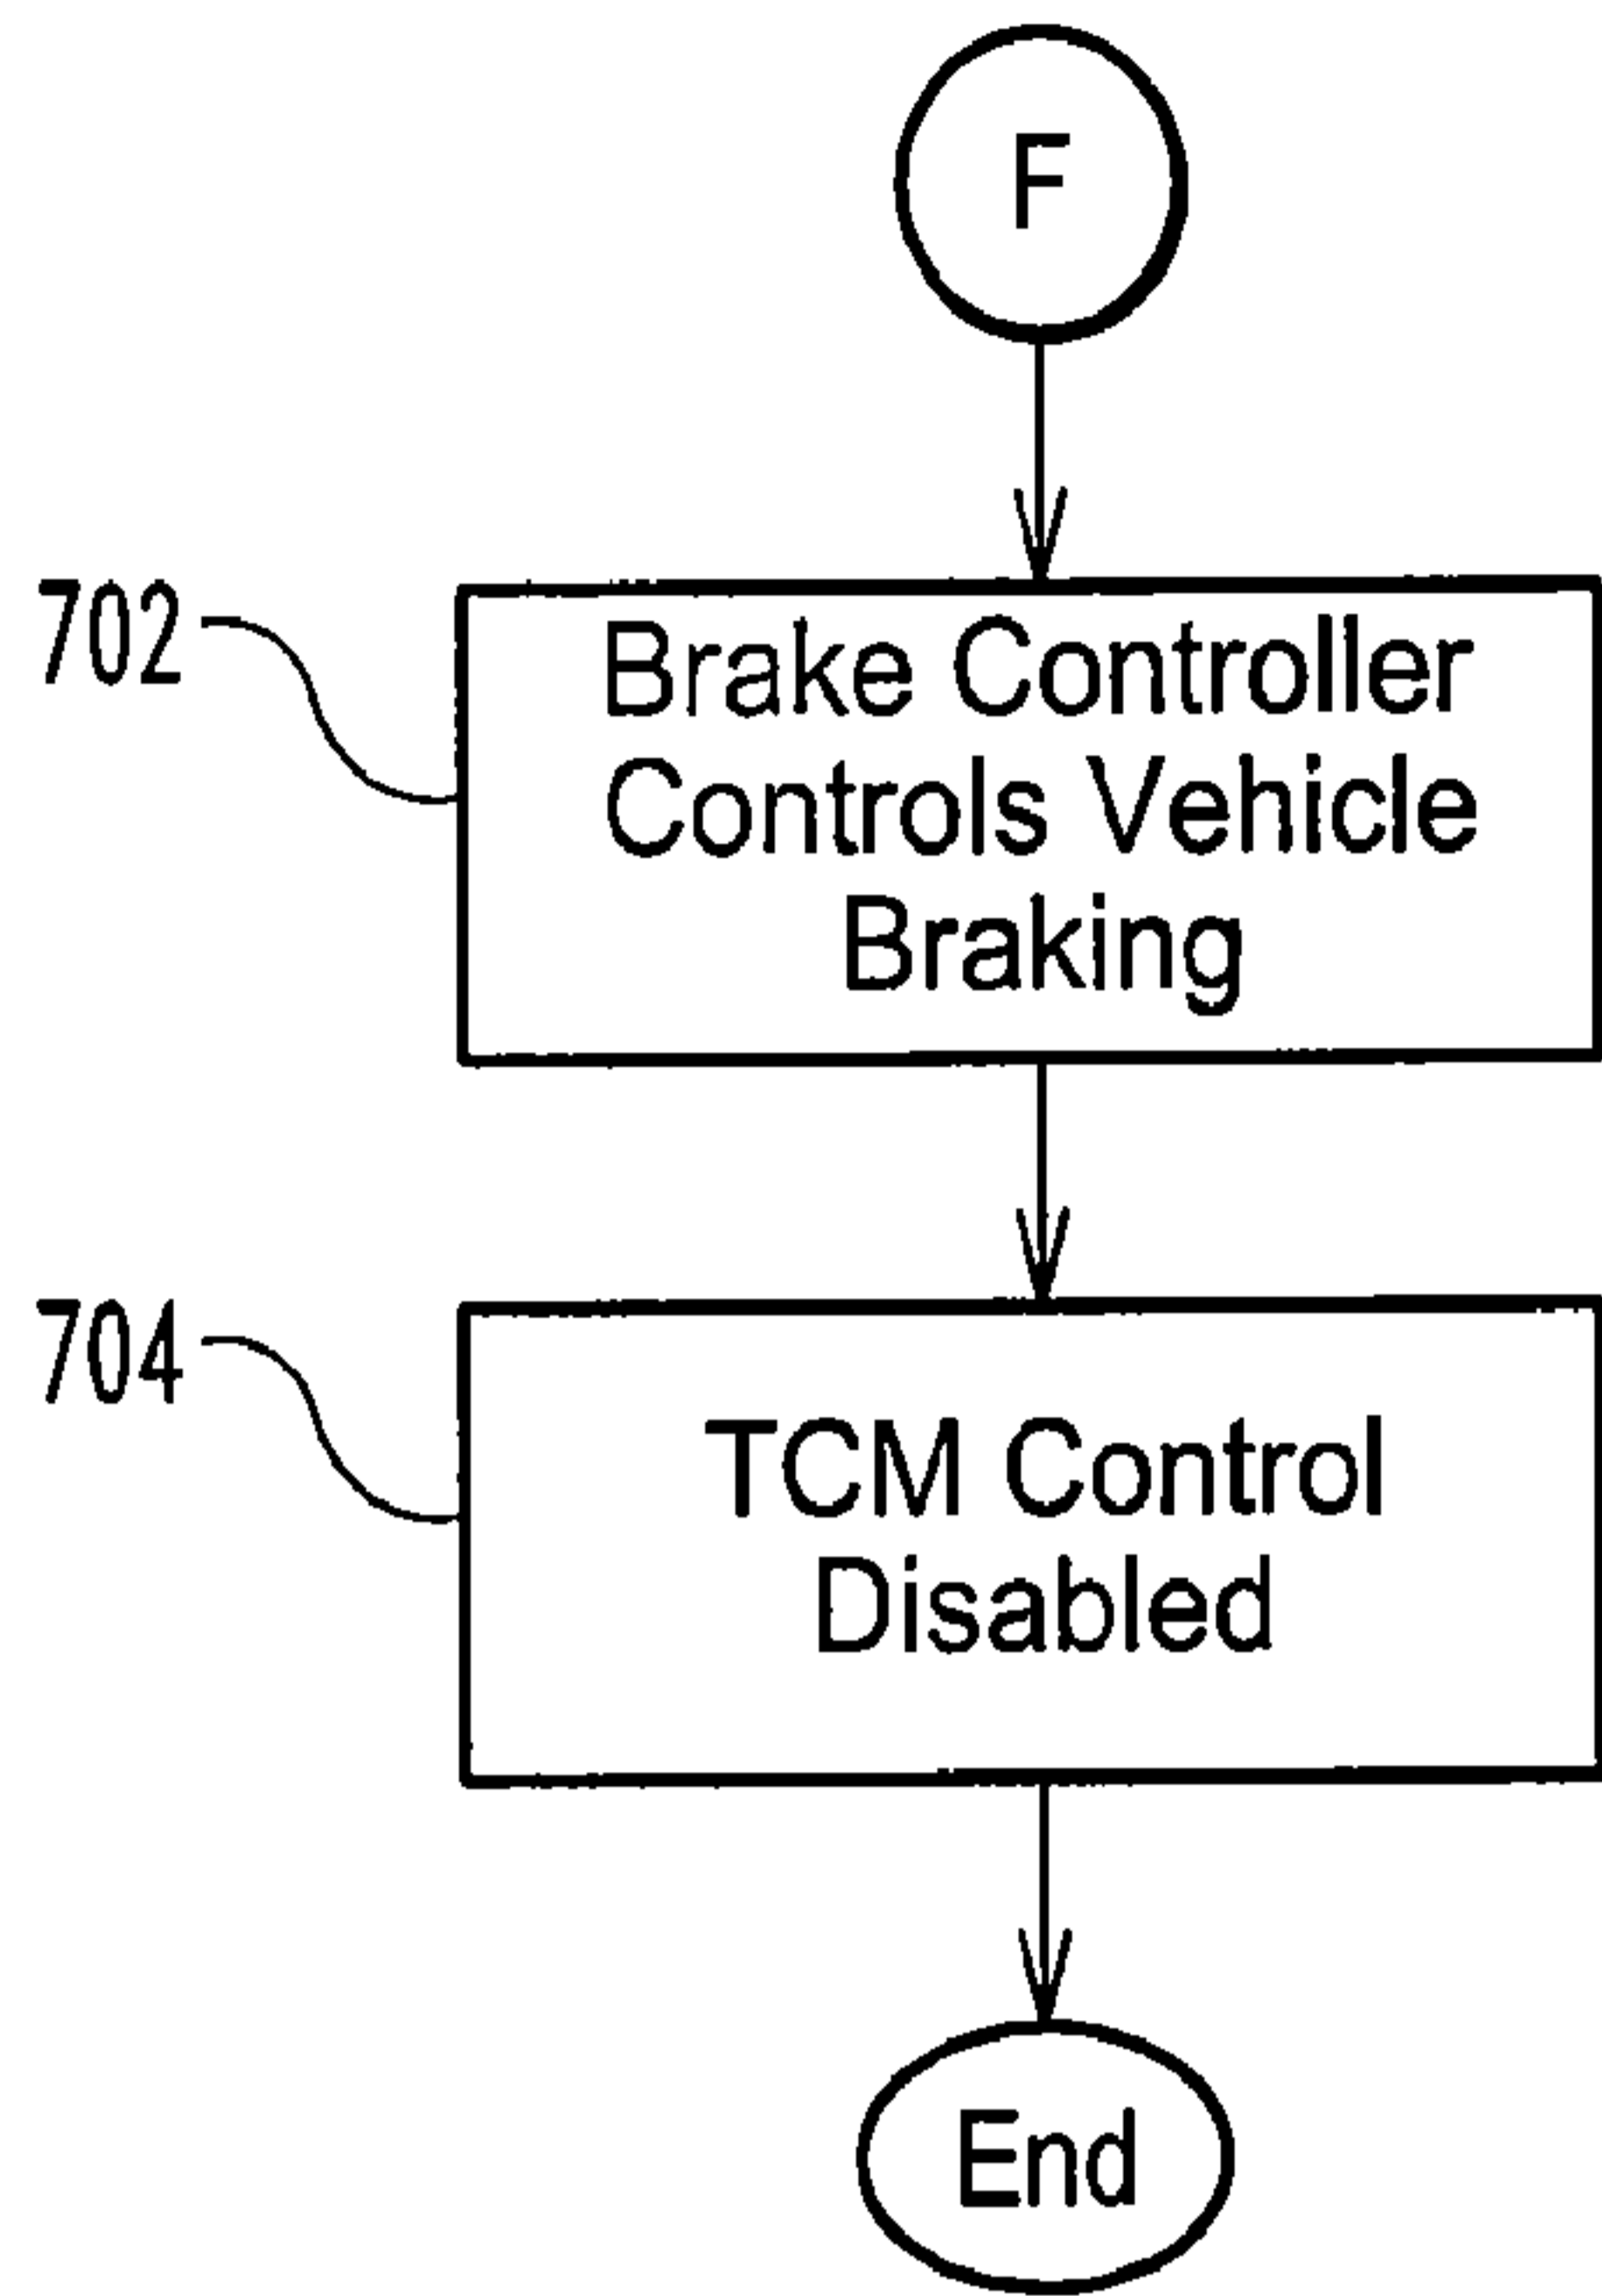 F
702
Brake Controller
Controls Vehicle
Braking
704
TCM Control
Disabled
End